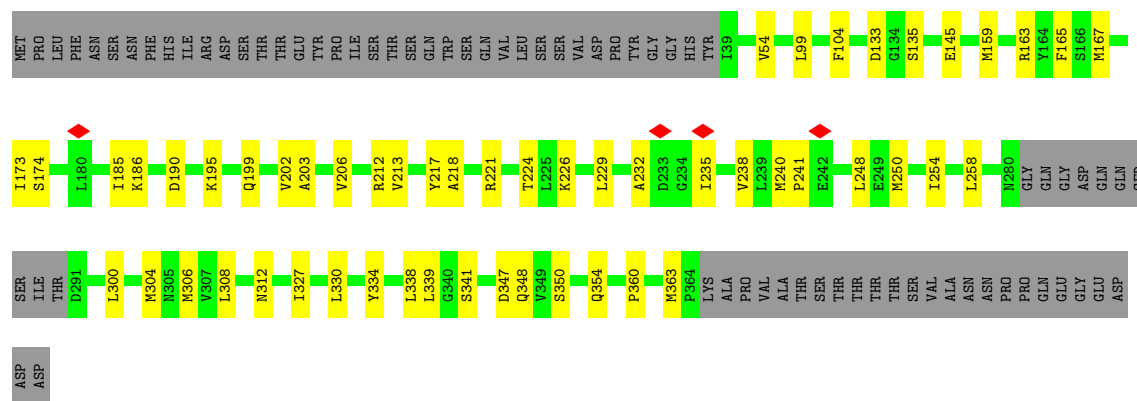 MET PRO LEU PHE ASN SER ASN PHE HIS ILE ARG ASP SER THR THR GLU TYR PRO ILE SER THR SER GLN TRP SER GLN VAL LEU SER SER VAL ASP PRO TYR GLY GLY HIS TYR I39 V54 L99 F104 D133 G134 S135 E145 M159 R163 Y164 F165 S166 M167
I173 S174 L180 I185 K186 D190 K195 Q199 V202 A203 V206 R212 V213 Y217 A218 R221 T224 L225 K226 L229 A232 D233 G234 I235 V238 L239 M240 P241 E242 L248 E249 M250 I254 L258 N280 GLY GLN GLY ASP GLN GLN SER
SER ILE THR D291 L300 M304 N305 M306 V307 L308 N312 I327 L330 Y334 L338 L339 G340 S341 D347 Q348 V349 S350 Q354 P360 M363 P364 LYS ALA PRO VAL ALA THR SER THR THR THR THR SER VAL ALA ASN ASN PRO PRO GLN GLU GLY GLU ASP
ASP ASP